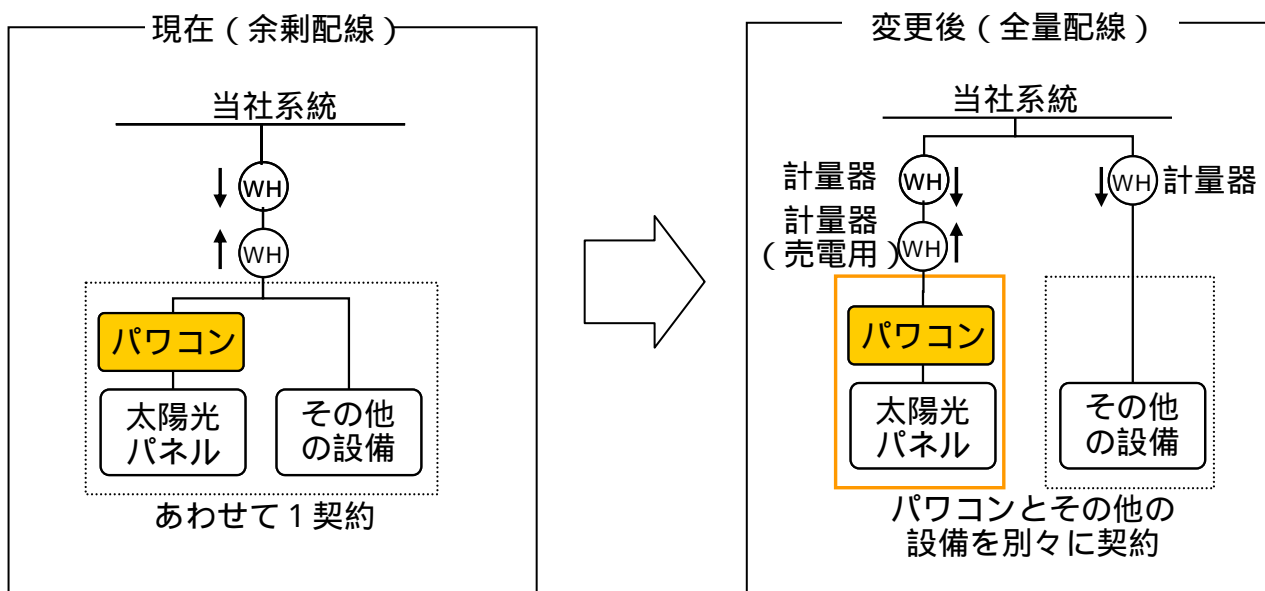 現在（余剰配線）
当社系統
WH
WH
パワコン
太陽光
パネル
その他
の設備
あわせて１契約
変更後（全量配線）
当社系統
計量器
WH
計量器
（売電用）
WH
WH
計量器
パワコン
太陽光
パネル
その他
の設備
パワコンとその他の
設備を別々に契約